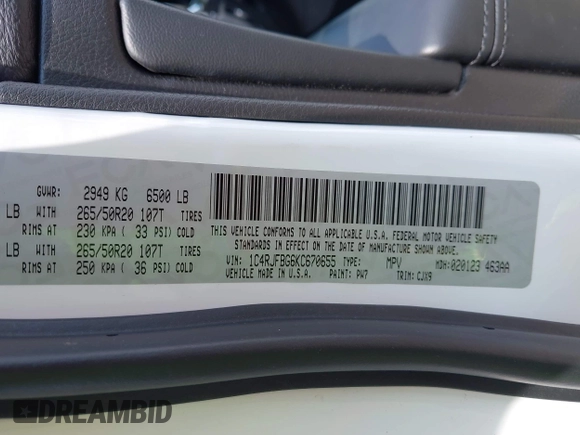 GVWR: 2949 KG 6500 LB
LB WITH 265/50R20 107T TIRES
RIMS AT 230 KPA ( 33 PSI) COLD
LB WITH 265/50R20 107T TIRES
RIMS AT 250 KPA ( 36 PSI) COLD
THIS VEHICLE CONFORMS TO ALL APPLICABLE U.S.A. FEDERAL MOTOR VEHICLE SAFETY
STANDARDS IN EFFECT ON THE DATE OF MANUFACTURE SHOWN ABOVE.
VIN: 1C4RJFBG6KC670655 TYPE: MPV MDH: 020123 463AA
MADE IN U.S.A. PAINT: PW7 TRIM: CJX9
DREAMBID